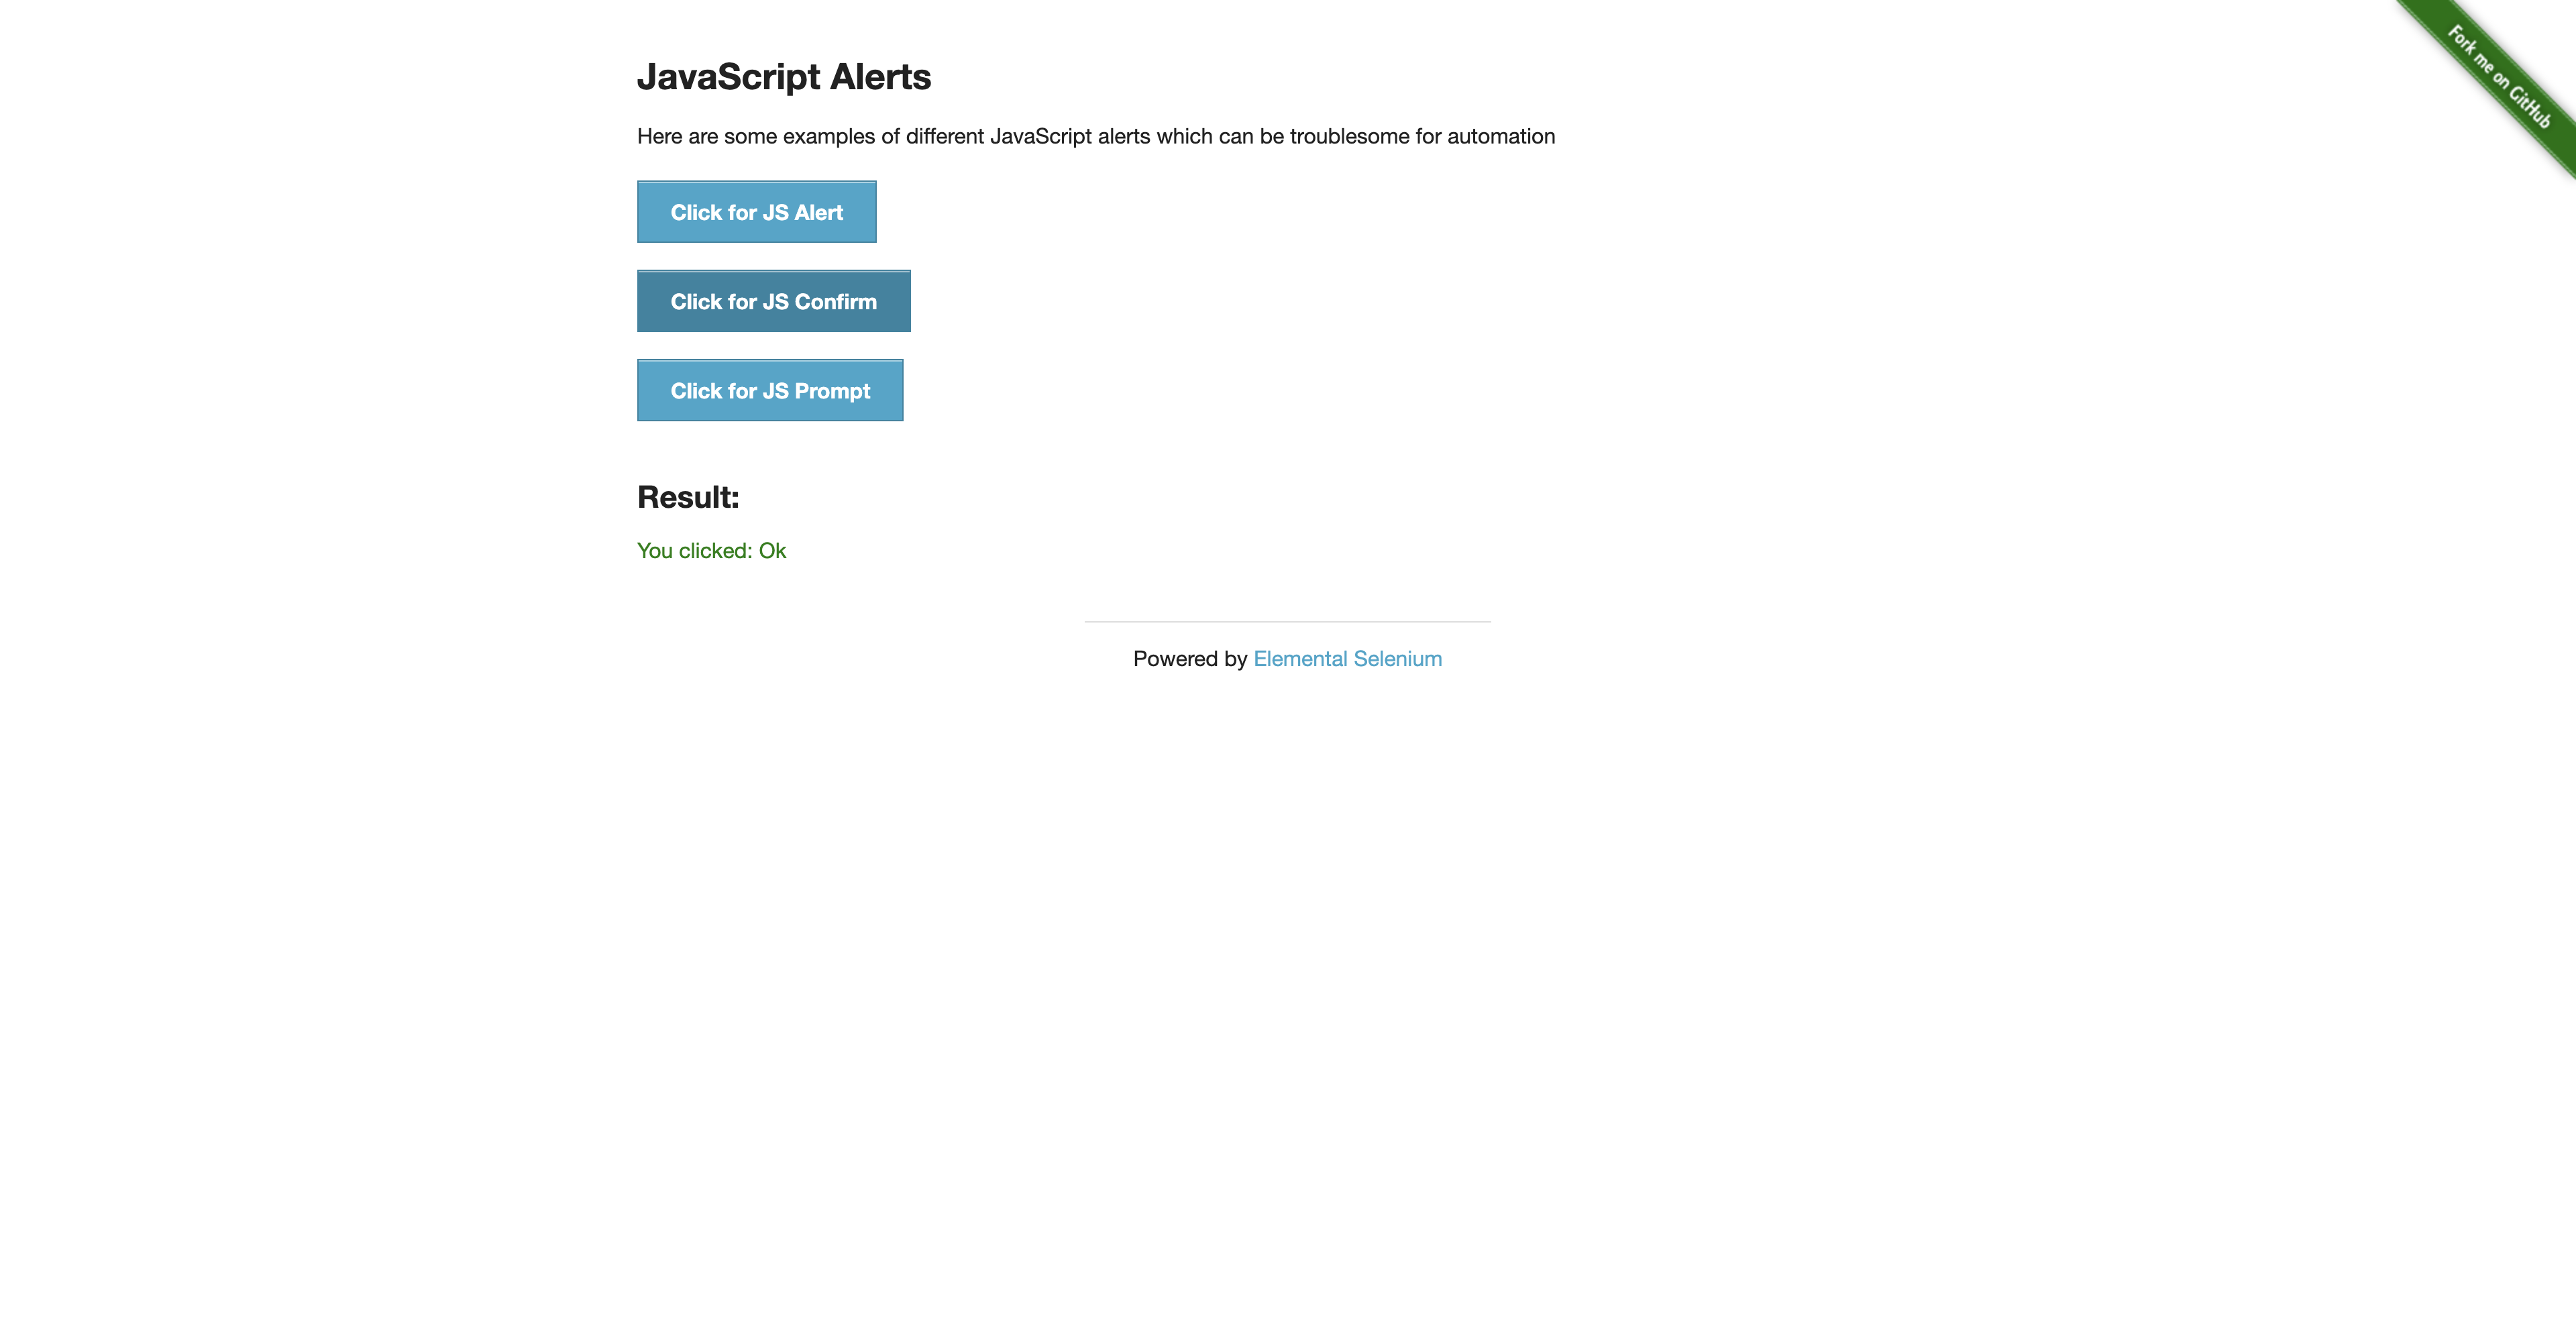 Fork me on GitHub
JavaScript Alerts
Here are some examples of different JavaScript alerts which can be troublesome for automation
Click for JS Alert
Click for JS Confirm
Click for JS Prompt
Result:
You clicked: Ok
Powered by Elemental Selenium